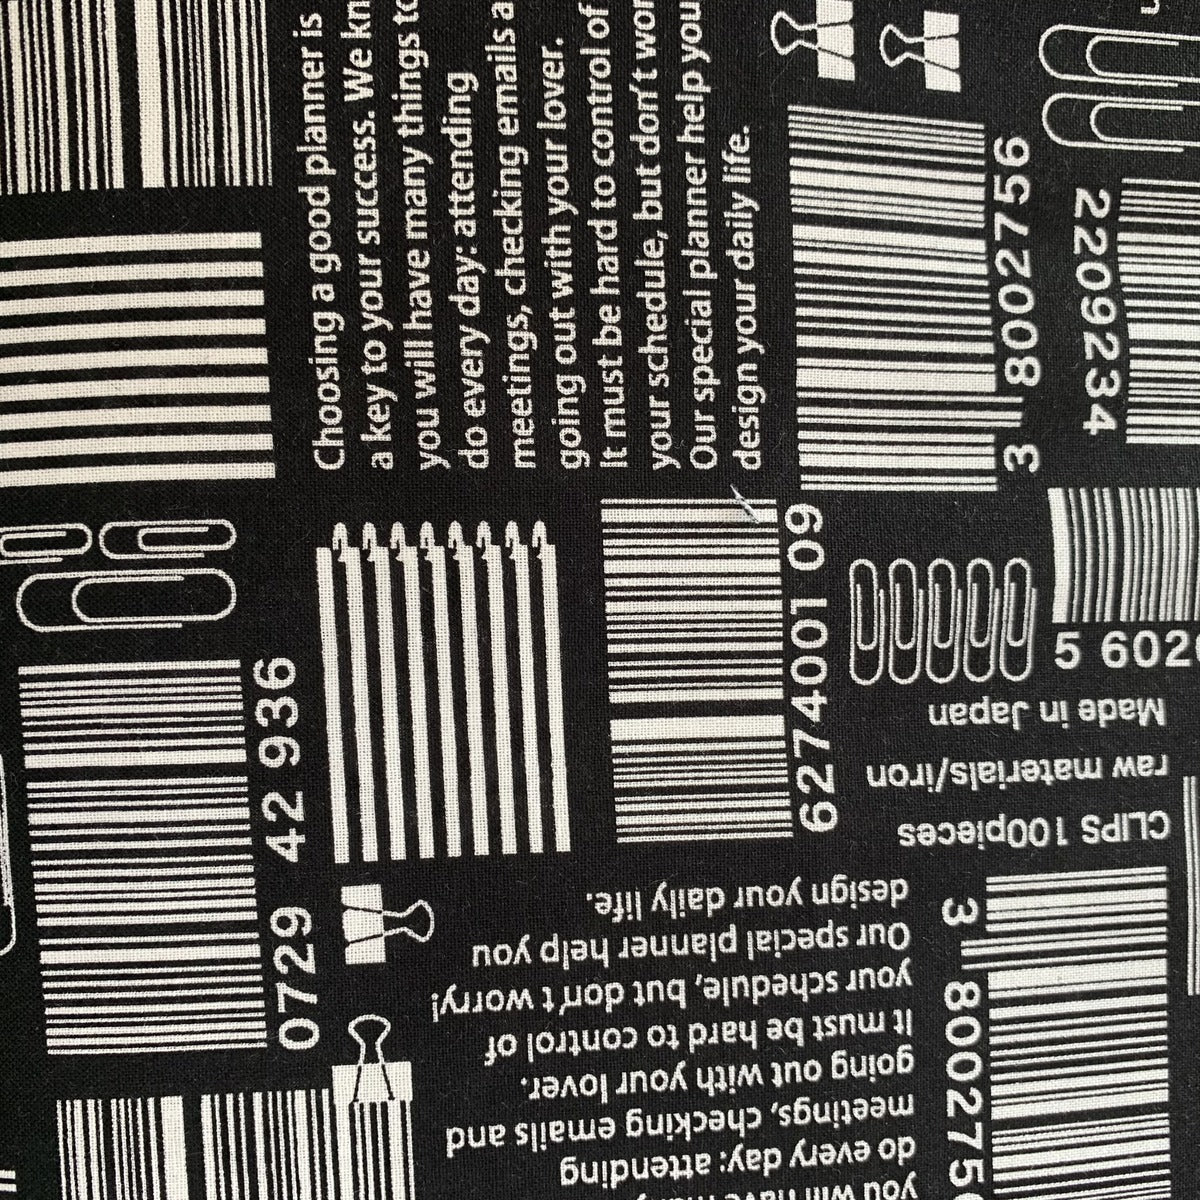 Choosing a good planner is
a key to your success. We kn
you will have many things to
do every day: attending
meetings, checking emails a
going out with your lover.
It must be hard to control of
your schedule, but don't wor
Our special planner help you
design your daily life.
3 8002756
2209234
0729 42 936
6274001 09
5 602
Made in Japan
raw materials/iron
CLIPS 100pieces
3 800275
you will have man
do every day: attending
meetings, checking emails and
going out with your lover.
It must be hard to control of
your schedule, but don't worry!
Our special planner help you
design your daily life.